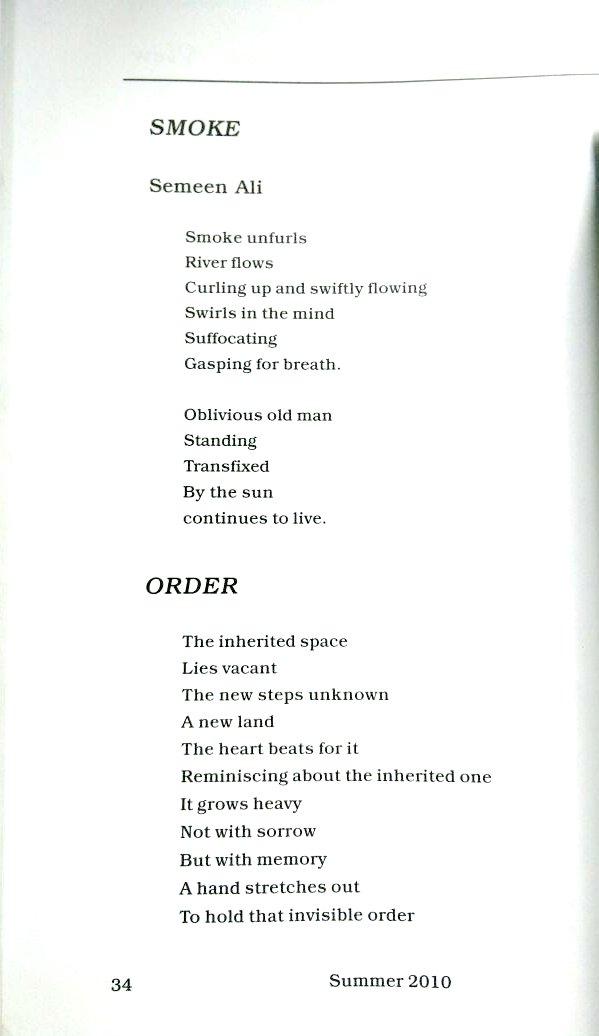 SMOKE
Semeen Ali
Smoke unfurls
River flows
Curling up and swiftly flowing
Swirls in the mind
Suffocating
Gasping for breath.
Oblivious old man
Standing
Transfixed
By the sun
continues to live.
ORDER
The inherited space
Lies vacant
The new steps unknown
A new land
The heart beats for it
Reminiscing about the inherited one
It grows heavy
Not with sorrow
But with memory
A hand stretches out
To hold that invisible order
34 Summer 2010